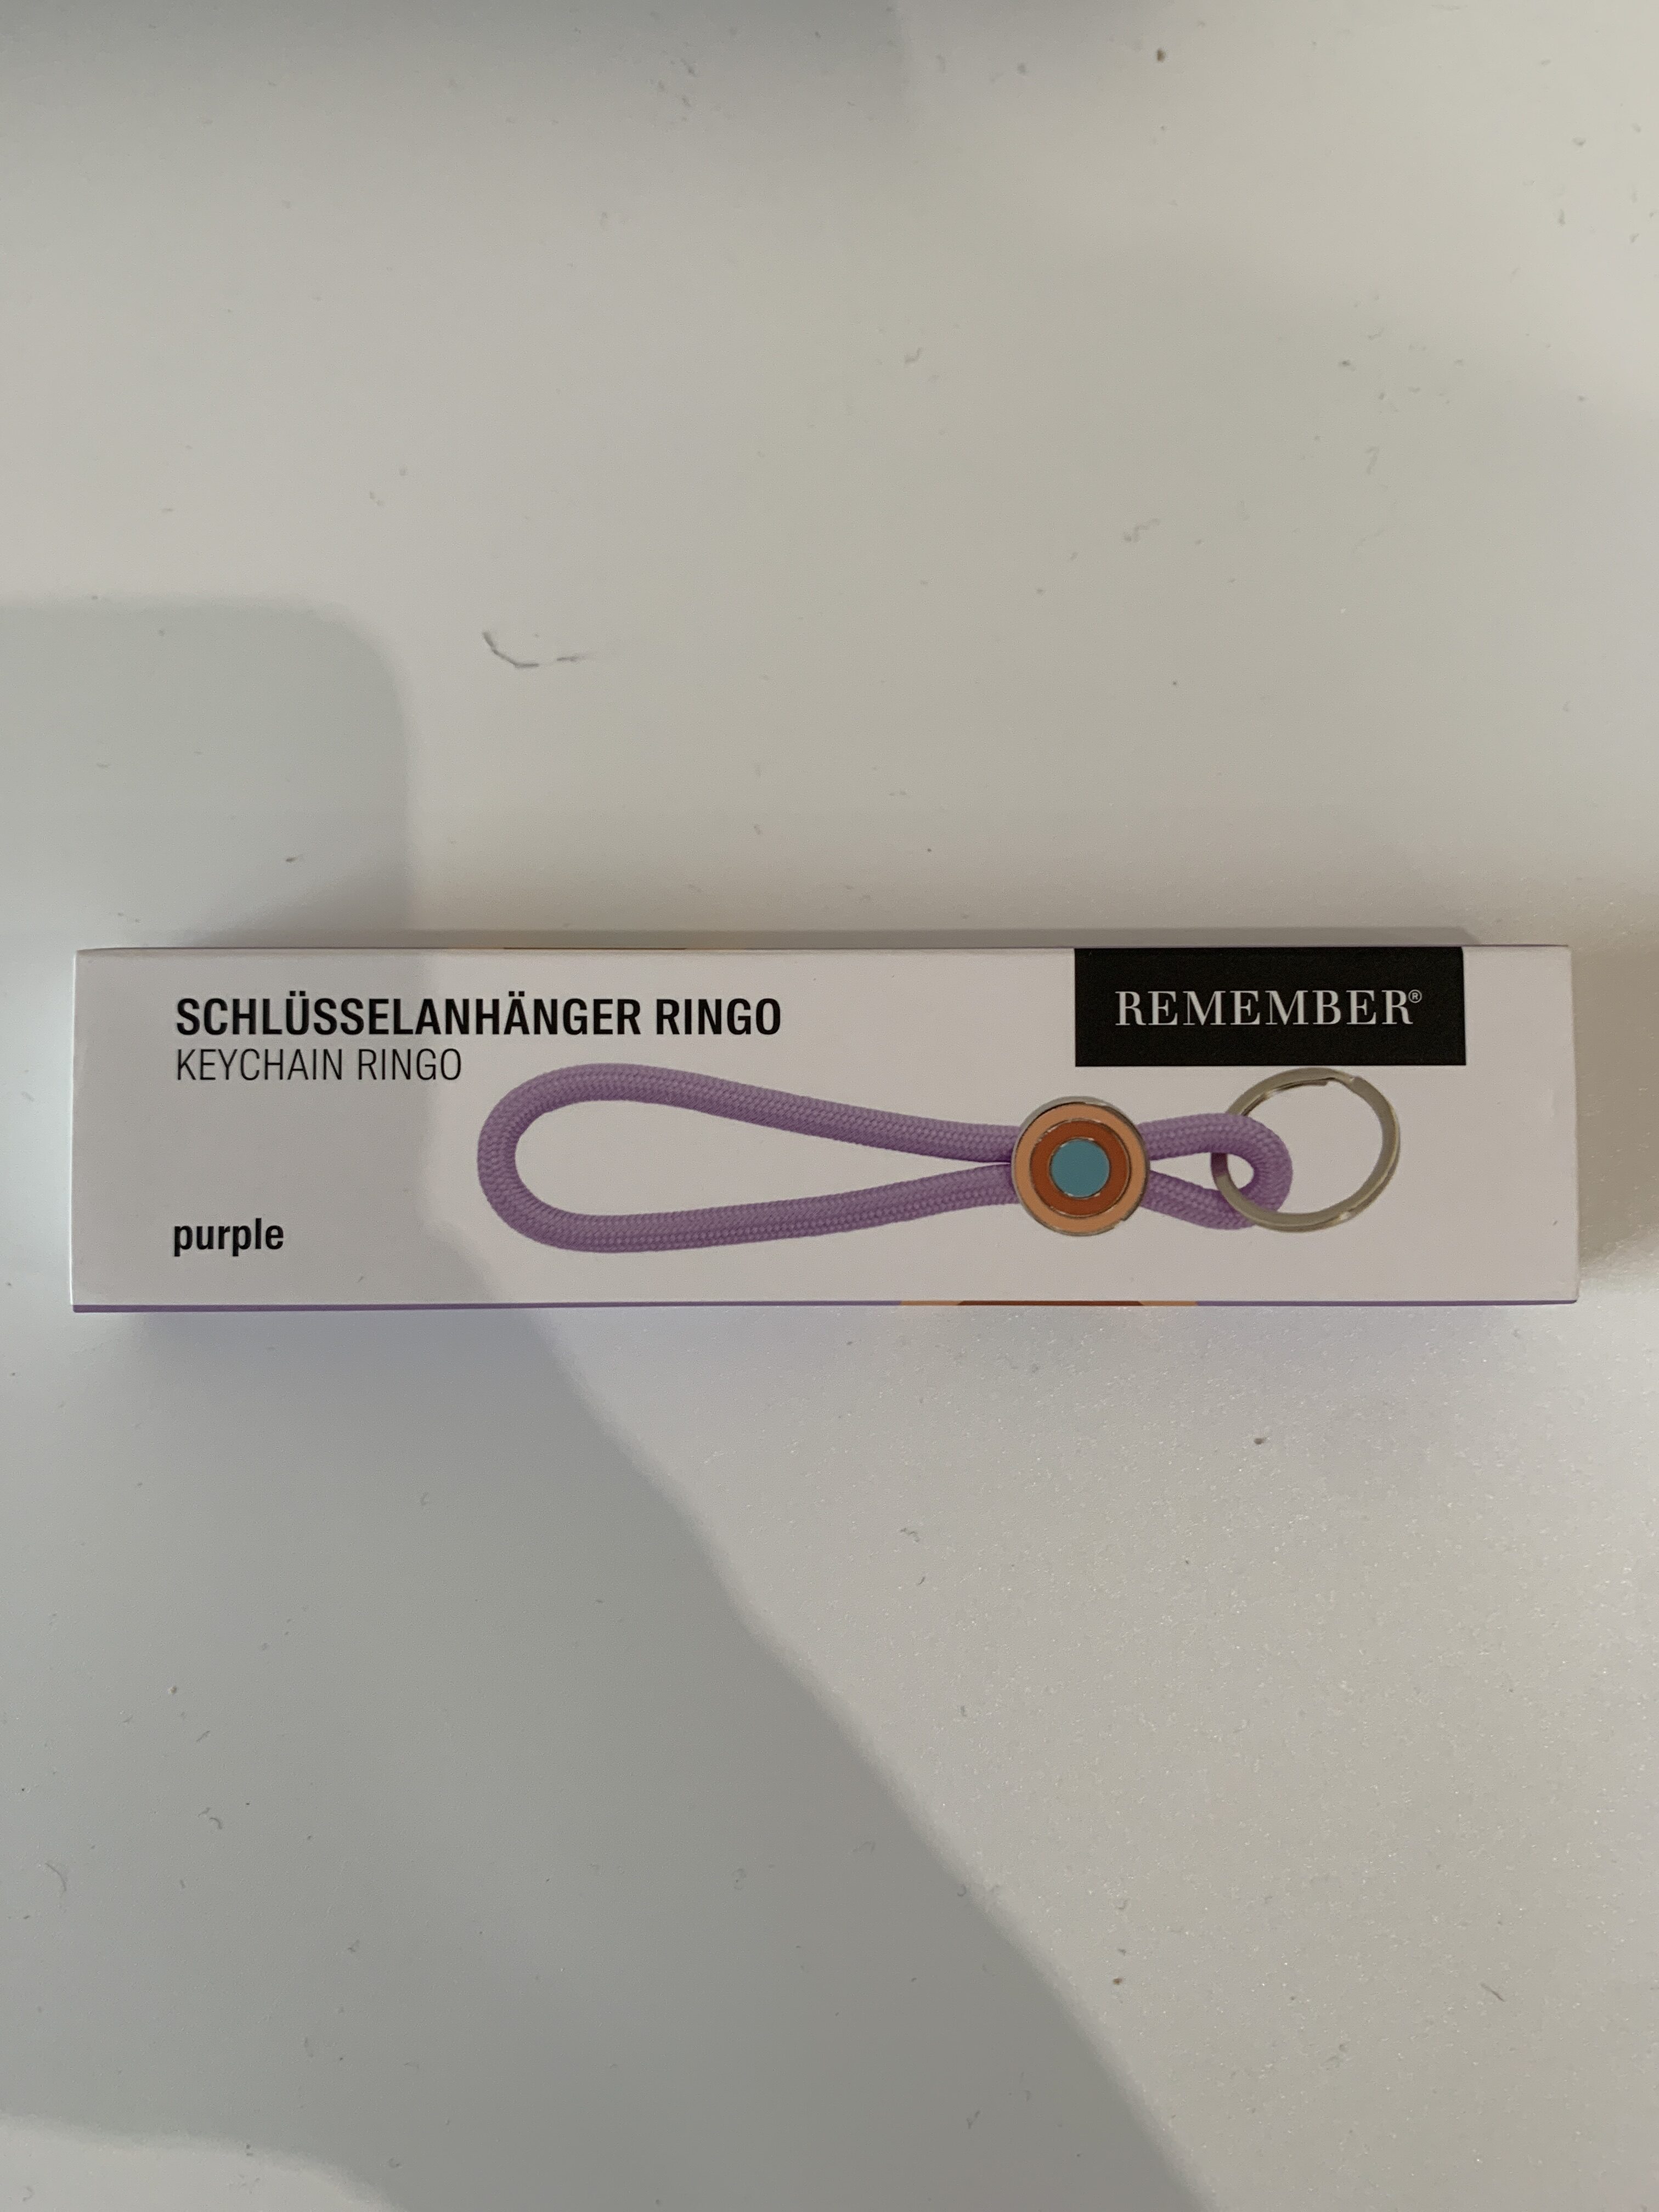 SCHLÜSSELANHÄNGER RINGO
KEYCHAIN RINGO
REMEMBER®
purple